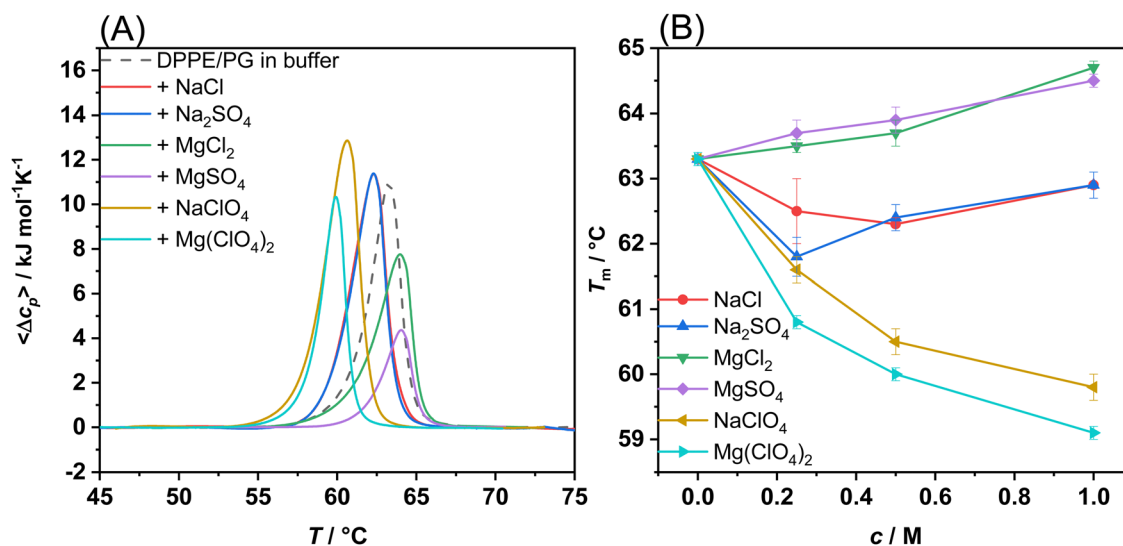 (A)
DPPE/PG in buffer
+ NaCl
+ Na₂SO₄
+ MgCl₂
+ MgSO₄
+ NaClO₄
+ Mg(ClO₄)₂
16
14
12
10
8
6
4
2
0
-2
<Δcₚ> / kJ mol⁻¹K⁻¹
45 50 55 60 65 70 75
T / °C
(B)
65
64
63
62
61
60
59
Tₘ / °C
NaCl
Na₂SO₄
MgCl₂
MgSO₄
NaClO₄
Mg(ClO₄)₂
0.0 0.2 0.4 0.6 0.8 1.0
c / M